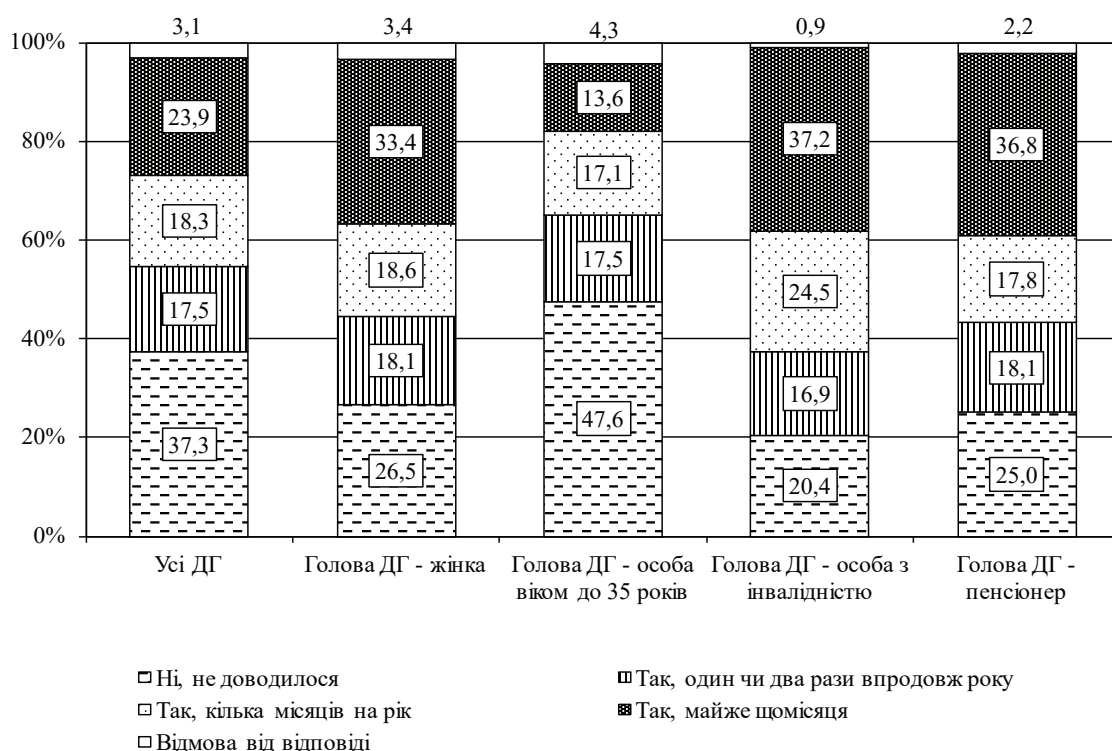 3,1 3,4 4,3 0,9 2,2
100%
23,9 33,4 13,6 37,2 36,8
80%
18,3 18,6 17,1 24,5 17,8
60%
17,5 18,1 17,5 16,9 18,1
40%
37,3 26,5 47,6 20,4 25,0
20%
0%
Усі ДГ Голова ДГ - жінка Голова ДГ - особа Голова ДГ - особа з Голова ДГ -
віком до 35 років інвалідністю пенсіонер
Ні, не доводилося Так, один чи два рази впродовж року
Так, кілька місяців на рік Так, майже щомісяця
Відмова від відповіді